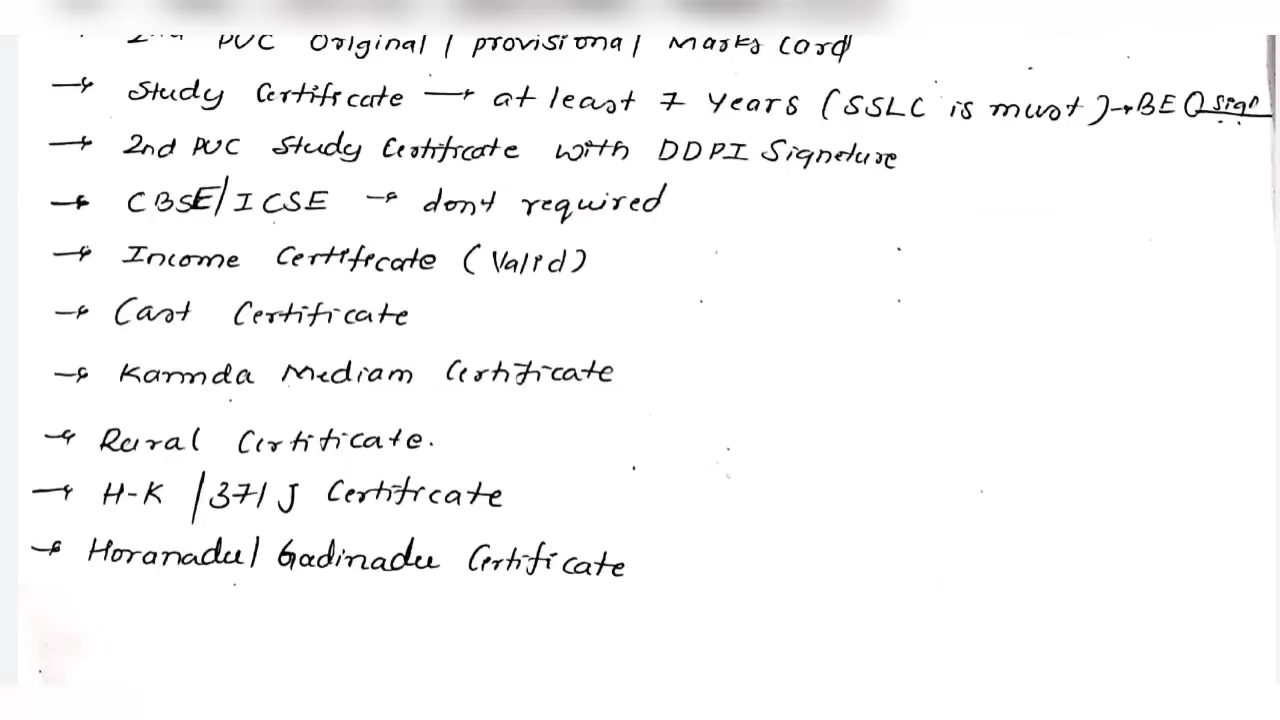 2nd PUC Original / provisional Marks Card
→ Study Certificate → at least 7 years (SSLC is must) → BEO sign
→ 2nd PUC Study Certificate with DDPI Signature
→ CBSE/ICSE → dont required
→ Income Certificate (Valid)
→ Cast Certificate
→ Kannda Mediam Certificate
→ Rural Certificate.
→ H-K / 371 J Certificate
→ Horanadu / Gadinadu Certificate